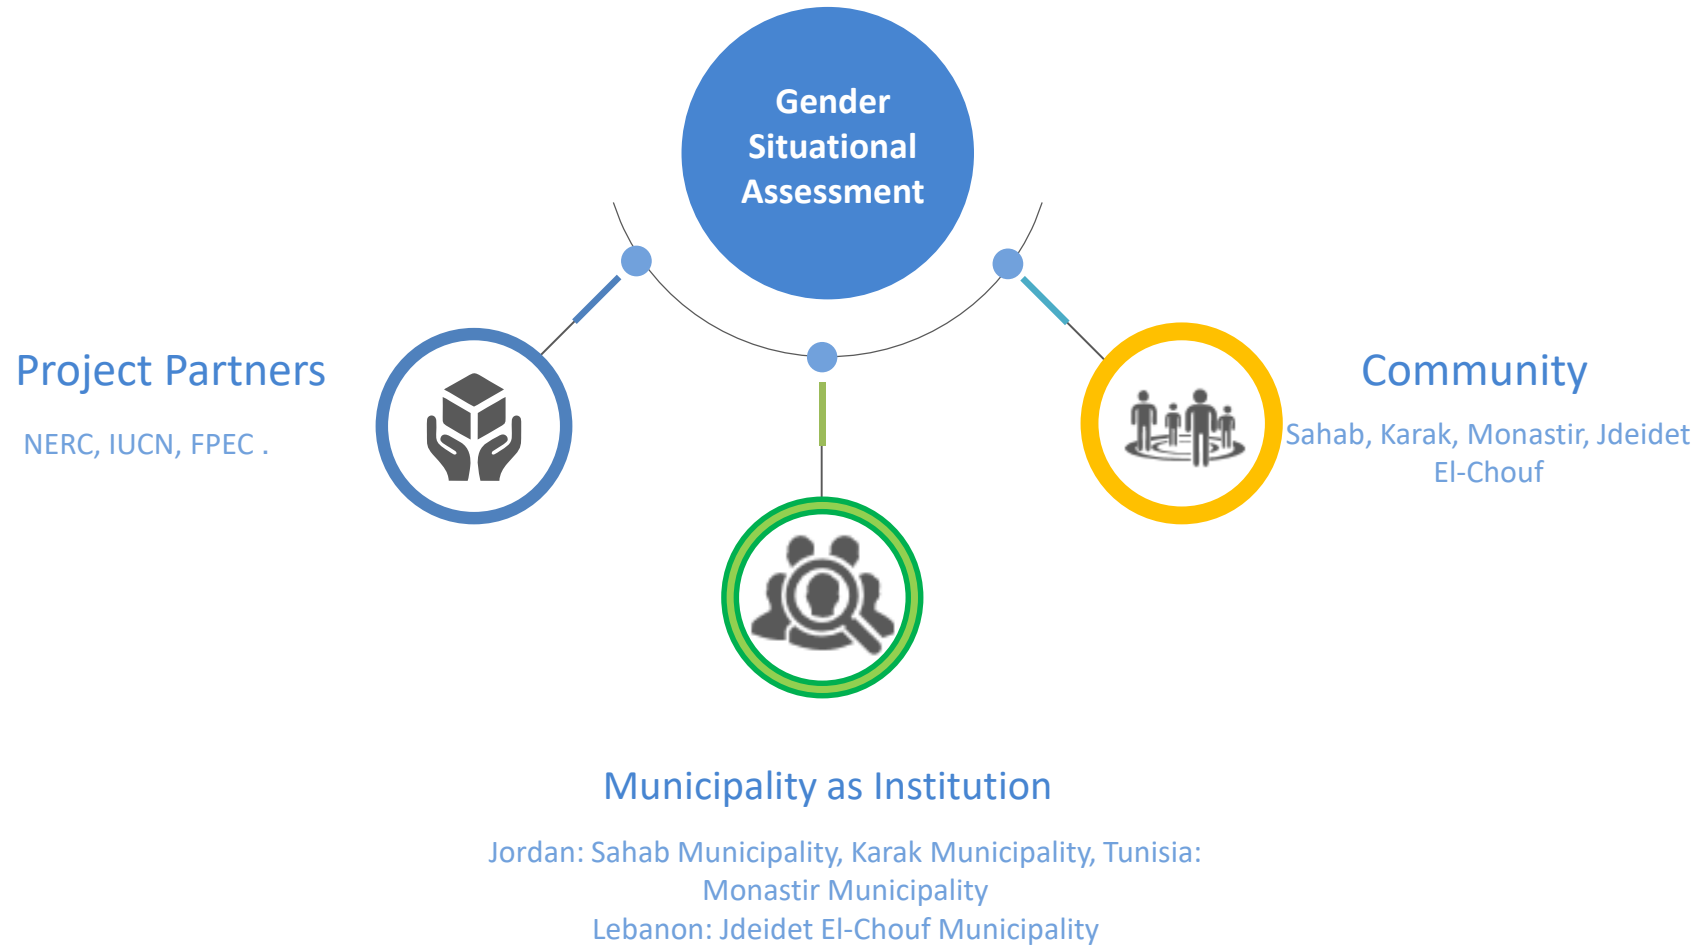 Gender
Situational
Assessment
Project Partners
NERC, IUCN, FPEC .
Community
Sahab, Karak, Monastir, Jdeidet
El-Chouf
Municipality as Institution
Jordan: Sahab Municipality, Karak Municipality, Tunisia:
Monastir Municipality
Lebanon: Jdeidet El-Chouf Municipality